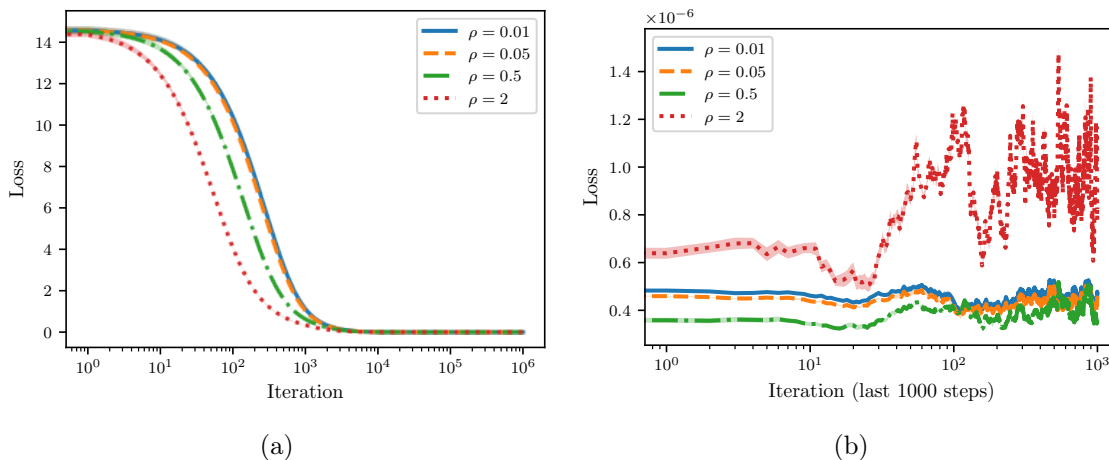 14
12
10
8
6
4
2
0
Loss
10^0 10^1 10^2 10^3 10^4 10^5 10^6
Iteration
ρ = 0.01
ρ = 0.05
ρ = 0.5
ρ = 2
(a)
×10^−6
1.4
1.2
1.0
0.8
0.6
0.4
Loss
10^0 10^1 10^2 10^3
Iteration (last 1000 steps)
ρ = 0.01
ρ = 0.05
ρ = 0.5
ρ = 2
(b)